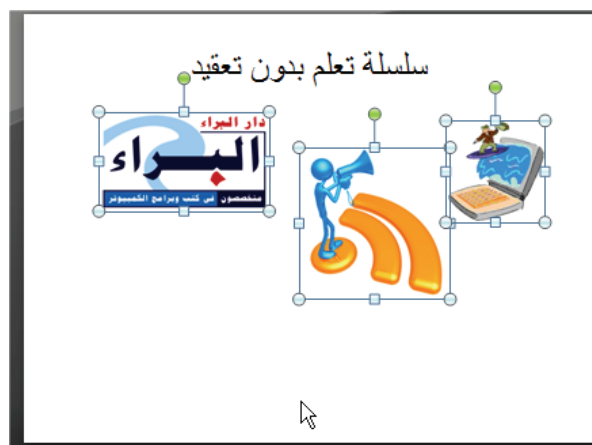 سلسلة تعلم بدون تعقيد
دار البراء
البراء
متخصصون في كتب وبرامج الكمبيوتر